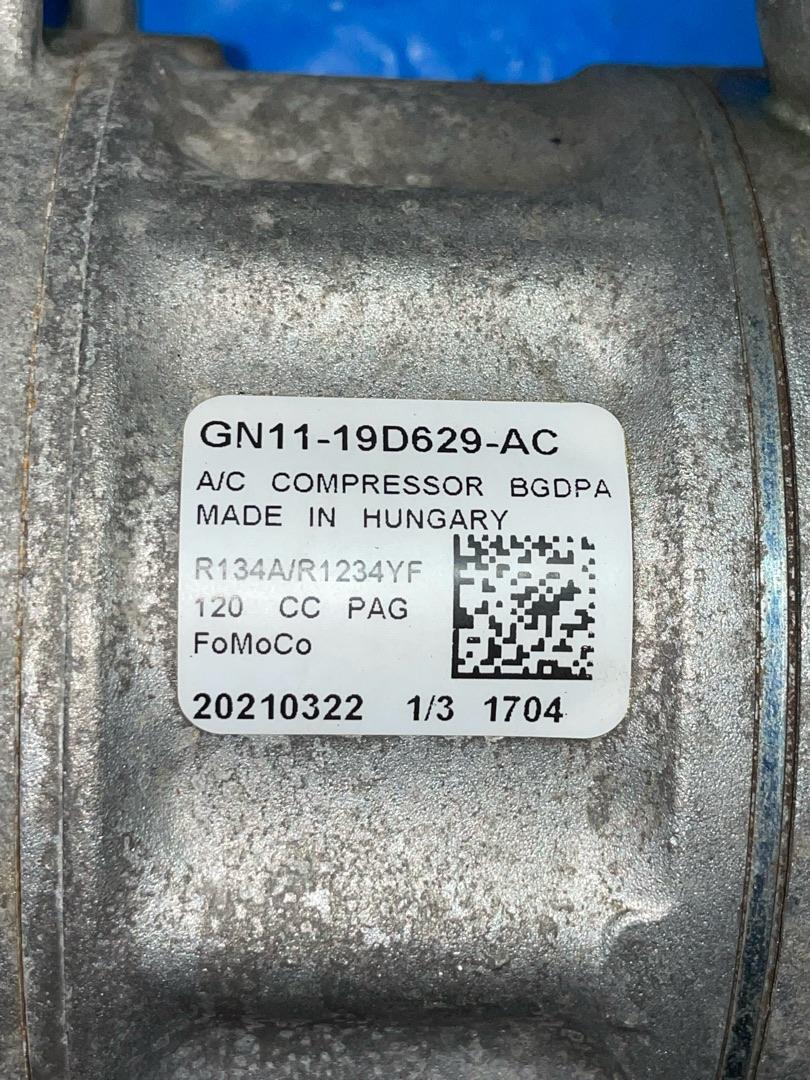 GN11-19D629-AC
A/C COMPRESSOR BGDPA
MADE IN HUNGARY
R134A/R1234YF
120 CC PAG
FoMoCo
20210322 1/3 1704